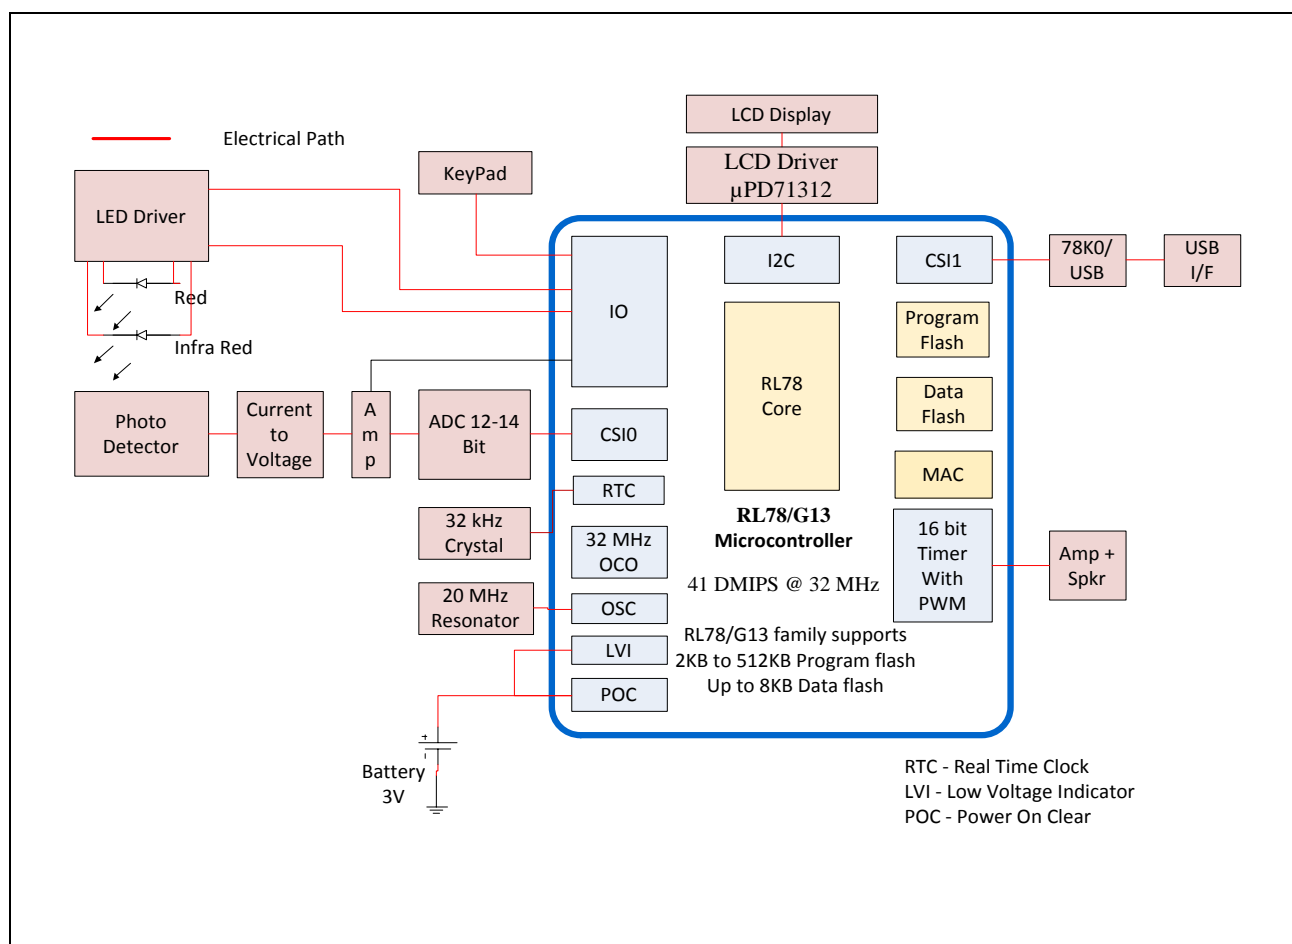 Electrical Path
LED Driver
Red
Infra Red
KeyPad
LCD Display
LCD Driver
µPD71312
IO
I2C
CSI1
78K0/
USB
USB
I/F
RL78
Core
Program
Flash
Data
Flash
MAC
Photo
Detector
Current
to
Voltage
A
m
p
ADC 12-14
Bit
CSI0
RTC
32 kHz
Crystal
32 MHz
OCO
20 MHz
Resonator
OSC
LVI
POC
RL78/G13
Microcontroller
41 DMIPS @ 32 MHz
16 bit
Timer
With
PWM
Amp +
Spkr
RL78/G13 family supports
2KB to 512KB Program flash
Up to 8KB Data flash
+
-
Battery
3V
RTC - Real Time Clock
LVI - Low Voltage Indicator
POC - Power On Clear